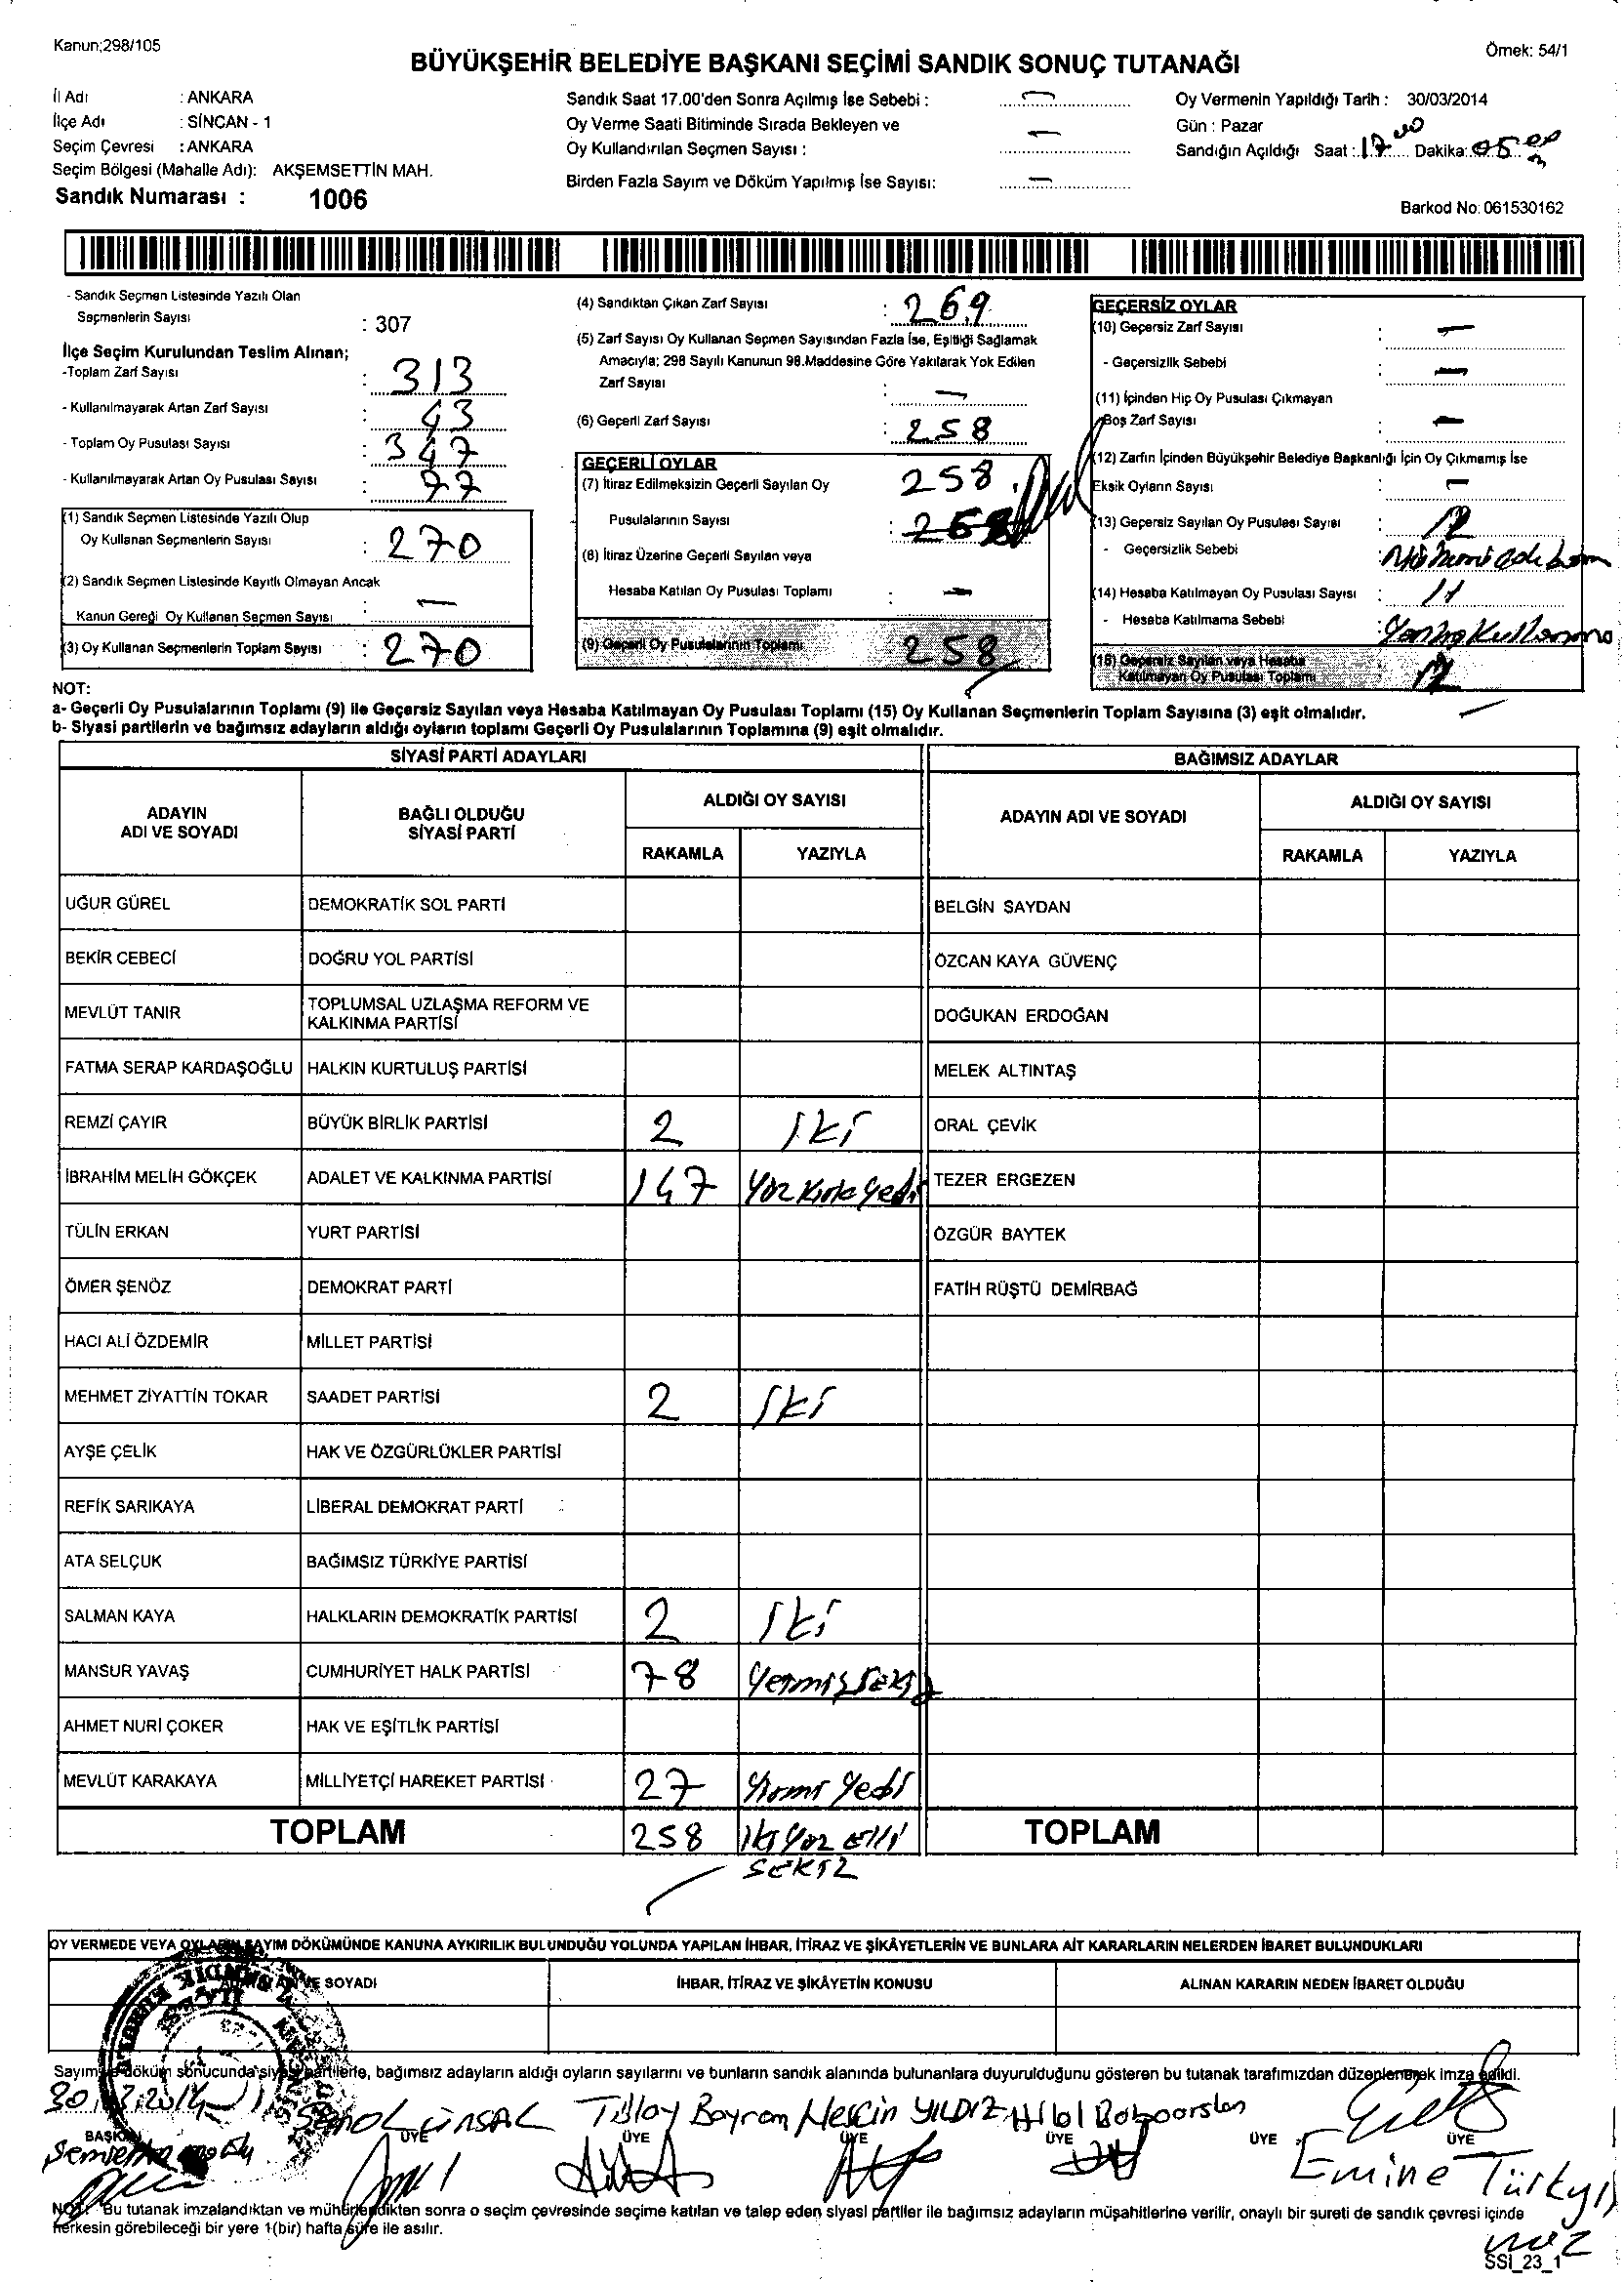 Kanun;298/105
Örnek: 54/1
BÜYÜKŞEHİR BELEDİYE BAŞKANI SEÇİMİ SANDIK SONUÇ TUTANAĞI
İl Adı : ANKARA
İlçe Adı : SİNCAN - 1
Seçim Çevresi : ANKARA
Seçim Bölgesi (Mahalle Adı): AKŞEMSETTİN MAH.
Sandık Numarası : 1006
Sandık Saat 17.00'den Sonra Açılmış İse Sebebi : —
Oy Verme Saati Bitiminde Sırada Bekleyen ve
Oy Kullandırılan Seçmen Sayısı : —
Birden Fazla Sayım ve Döküm Yapılmış İse Sayısı: —
Oy Vermenin Yapıldığı Tarih : 30/03/2014
Gün : Pazar
Sandığın Açıldığı Saat : 17 Dakika: 05
Barkod No: 061530162
- Sandık Seçmen Listesinde Yazılı Olan
Seçmenlerin Sayısı : 307
İlçe Seçim Kurulundan Teslim Alınan;
-Toplam Zarf Sayısı : 313
- Kullanılmayarak Artan Zarf Sayısı : 43
- Toplam Oy Pusulası Sayısı : 347
- Kullanılmayarak Artan Oy Pusulası Sayısı : 77
(1) Sandık Seçmen Listesinde Yazılı Olup
Oy Kullanan Seçmenlerin Sayısı : 270
(2) Sandık Seçmen Listesinde Kayıtlı Olmayan Ancak
Kanun Gereği Oy Kullanan Seçmen Sayısı : —
(3) Oy Kullanan Seçmenlerin Toplam Sayısı : 270
(4) Sandıktan Çıkan Zarf Sayısı : 269
(5) Zarf Sayısı Oy Kullanan Seçmen Sayısından Fazla İse, Eşitliği Sağlamak
Amacıyla; 298 Sayılı Kanunun 98.Maddesine Göre Yakılarak Yok Edilen
Zarf Sayısı : —
(6) Geçerli Zarf Sayısı : 258
GEÇERLİ OYLAR
(7) İtiraz Edilmeksizin Geçerli Sayılan Oy 258
Pusulalarının Sayısı :
(8) İtiraz Üzerine Geçerli Sayılan veya
Hesaba Katılan Oy Pusulası Toplamı : —
(9) Geçerli Oy Pusulalarının Toplamı 258
GEÇERSİZ OYLAR
(10) Geçersiz Zarf Sayısı : —
- Geçersizlik Sebebi : —
(11) İçinden Hiç Oy Pusulası Çıkmayan
Boş Zarf Sayısı : —
(12) Zarfın İçinden Büyükşehir Belediye Başkanlığı İçin Oy Çıkmamış İse
Eksik Oyların Sayısı : —
(13) Geçersiz Sayılan Oy Pusulası Sayısı : 12
- Geçersizlik Sebebi :
(14) Hesaba Katılmayan Oy Pusulası Sayısı : 11
- Hesaba Katılmama Sebebi :
(15) Geçersiz Sayılan veya Hesaba
Katılmayan Oy Pusulası Toplamı : 12
NOT:
a- Geçerli Oy Pusulalarının Toplamı (9) ile Geçersiz Sayılan veya Hesaba Katılmayan Oy Pusulası Toplamı (15) Oy Kullanan Seçmenlerin Toplam Sayısına (3) eşit olmalıdır.
b- Siyasi partilerin ve bağımsız adayların aldığı oyların toplamı Geçerli Oy Pusulalarının Toplamına (9) eşit olmalıdır.
SİYASİ PARTİ ADAYLARI
ADAYIN
ADI VE SOYADI
BAĞLI OLDUĞU
SİYASİ PARTİ
ALDIĞI OY SAYISI
RAKAMLA YAZIYLA
UĞUR GÜREL DEMOKRATİK SOL PARTİ
BEKİR CEBECİ DOĞRU YOL PARTİSİ
MEVLÜT TANIR TOPLUMSAL UZLAŞMA REFORM VE
KALKINMA PARTİSİ
FATMA SERAP KARDAŞOĞLU HALKIN KURTULUŞ PARTİSİ
REMZİ ÇAYIR BÜYÜK BİRLİK PARTİSİ 2 İki
İBRAHİM MELİH GÖKÇEK ADALET VE KALKINMA PARTİSİ 147 Yüz Kırk Yedi
TÜLİN ERKAN YURT PARTİSİ
ÖMER ŞENÖZ DEMOKRAT PARTİ
HACI ALİ ÖZDEMİR MİLLET PARTİSİ
MEHMET ZİYATTİN TOKAR SAADET PARTİSİ 2 İki
AYŞE ÇELİK HAK VE ÖZGÜRLÜKLER PARTİSİ
REFİK SARIKAYA LİBERAL DEMOKRAT PARTİ
ATA SELÇUK BAĞIMSIZ TÜRKİYE PARTİSİ
SALMAN KAYA HALKLARIN DEMOKRATİK PARTİSİ 2 İki
MANSUR YAVAŞ CUMHURİYET HALK PARTİSİ 78 Yetmiş Sekiz
AHMET NURİ ÇOKER HAK VE EŞİTLİK PARTİSİ
MEVLÜT KARAKAYA MİLLİYETÇİ HAREKET PARTİSİ 27 Yirmi Yedi
TOPLAM 258 İki Yüz Elli
SEKİZ
BAĞIMSIZ ADAYLAR
ADAYIN ADI VE SOYADI
ALDIĞI OY SAYISI
RAKAMLA YAZIYLA
BELGİN SAYDAN
ÖZCAN KAYA GÜVENÇ
DOĞUKAN ERDOĞAN
MELEK ALTINTAŞ
ORAL ÇEVİK
TEZER ERGEZEN
ÖZGÜR BAYTEK
FATİH RÜŞTÜ DEMİRBAĞ
TOPLAM
OY VERMEDE VEYA OYLARIN SAYIM DÖKÜMÜNDE KANUNA AYKIRILIK BULUNDUĞU YOLUNDA YAPILAN İHBAR, İTİRAZ VE ŞİKÂYETLERİN VE BUNLARA AİT KARARLARIN NELERDEN İBARET BULUNDUKLARI
VE SOYADI
İHBAR, İTİRAZ VE ŞİKÂYETİN KONUSU
ALINAN KARARIN NEDEN İBARET OLDUĞU
Sayım ve döküm sonucunda siyasi partilerle, bağımsız adayların aldığı oyların sayılarını ve bunların sandık alanında bulunanlara duyurulduğunu gösteren bu tutanak tarafımızdan düzenlenerek imza edildi.
ŞENOL ÜNSAL Tülay Bayram Nesrin YILDIZ Hilal
BAŞKAN ÜYE ÜYE ÜYE ÜYE ÜYE ÜYE
Emine
NOT: Bu tutanak imzalandıktan ve mühürlendikten sonra o seçim çevresinde seçime katılan ve talep eden siyasi partiler ile bağımsız adayların müşahitlerine verilir, onaylı bir sureti de sandık çevresi içinde
herkesin görebileceği bir yere 1(bir) hafta süre ile asılır.
SSİ_23_1